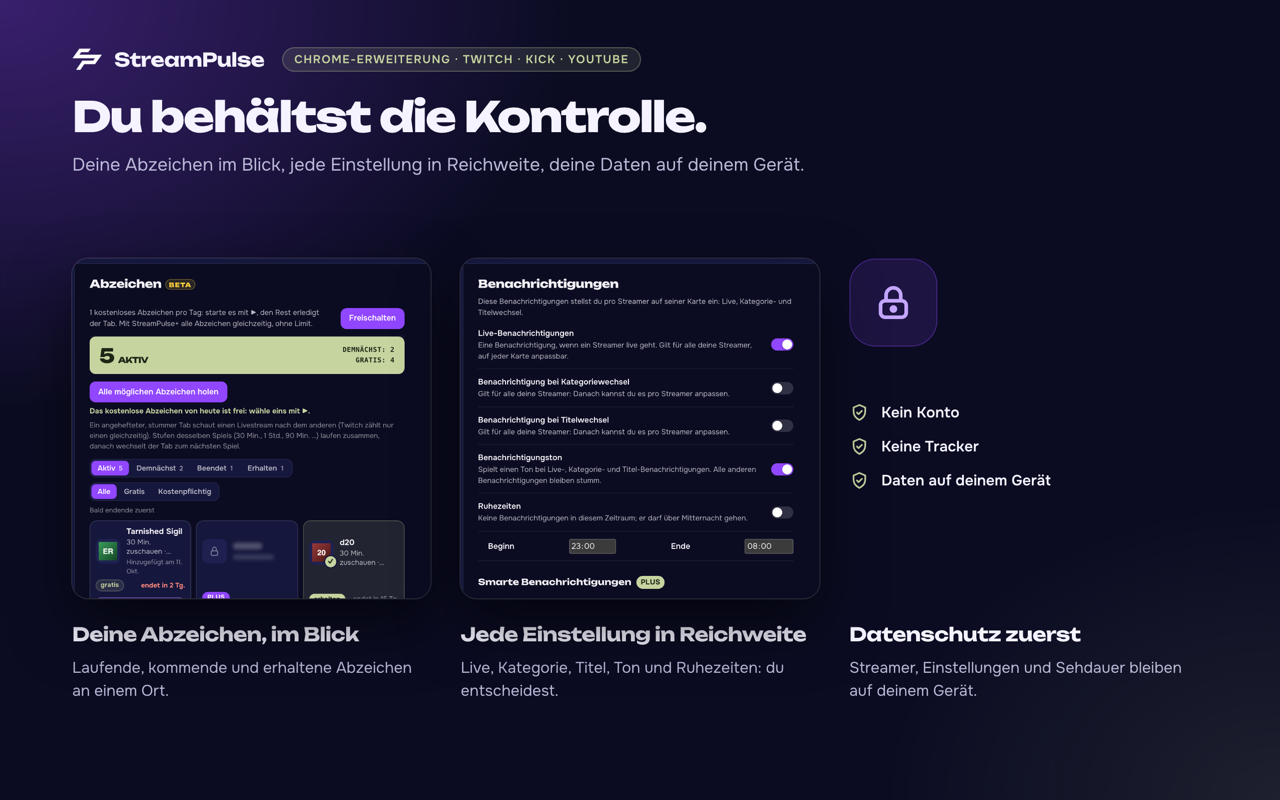 StreamPulse
CHROME-ERWEITERUNG · TWITCH · KICK · YOUTUBE
Du behältst die Kontrolle.
Deine Abzeichen im Blick, jede Einstellung in Reichweite, deine Daten auf deinem Gerät.
Abzeichen BETA
1 kostenloses Abzeichen pro Tag: starte es mit ▶, den Rest erledigt
der Tab. Mit StreamPulse+ alle Abzeichen gleichzeitig, ohne Limit.
Freischalten
5 AKTIV
DEMNÄCHST: 2
GRATIS: 4
Alle möglichen Abzeichen holen
Das kostenlose Abzeichen von heute ist frei: wähle eins mit ▶.
Ein angehefteter, stummer Tab schaut einen Livestream nach dem anderen (Twitch zählt nur
einen gleichzeitig). Stufen desselben Spiels (30 Min., 1 Std., 90 Min. …) laufen zusammen,
danach wechselt der Tab zum nächsten Spiel.
Aktiv 5 Demnächst 2 Beendet 1 Erhalten 1
Alle Gratis Kostenpflichtig
Bald endende zuerst
ER
Tarnished Sigil
30 Min.
zuschauen ·…
Hinzugefügt am 11.
Okt.
gratis
endet in 2 Tg.
PLUS
20
d20
30 Min.
zuschauen ·…
Benachrichtigungen
Diese Benachrichtigungen stellst du pro Streamer auf seiner Karte ein: Live, Kategorie- und
Titelwechsel.
Live-Benachrichtigungen
Eine Benachrichtigung, wenn ein Streamer live geht. Gilt für alle deine Streamer,
auf jeder Karte anpassbar.
Benachrichtigung bei Kategoriewechsel
Gilt für alle deine Streamer: Danach kannst du es pro Streamer anpassen.
Benachrichtigung bei Titelwechsel
Gilt für alle deine Streamer: Danach kannst du es pro Streamer anpassen.
Benachrichtigungston
Spielt einen Ton bei Live-, Kategorie- und Titel-Benachrichtigungen. Alle anderen
Benachrichtigungen bleiben stumm.
Ruhezeiten
Keine Benachrichtigungen in diesem Zeitraum; er darf über Mitternacht gehen.
Beginn 23:00 Ende 08:00
Smarte Benachrichtigungen PLUS
Kein Konto
Keine Tracker
Daten auf deinem Gerät
Deine Abzeichen, im Blick
Laufende, kommende und erhaltene Abzeichen
an einem Ort.
Jede Einstellung in Reichweite
Live, Kategorie, Titel, Ton und Ruhezeiten: du
entscheidest.
Datenschutz zuerst
Streamer, Einstellungen und Sehdauer bleiben
auf deinem Gerät.